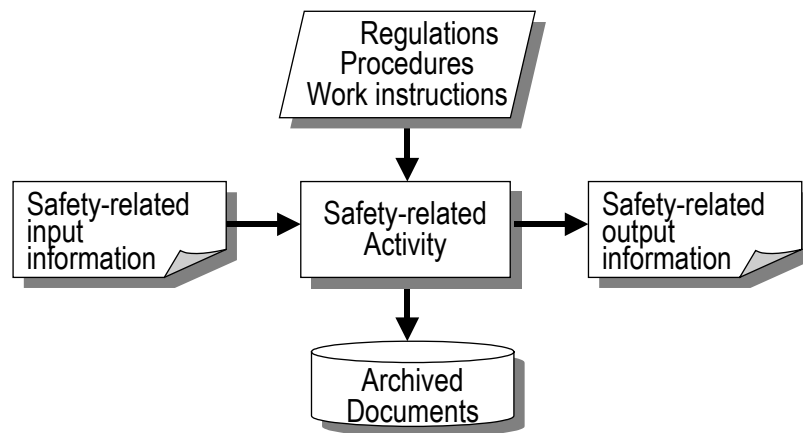 Regulations
Procedures
Work instructions
Safety-related
input
information
Safety-related
Activity
Safety-related
output
information
Archived
Documents